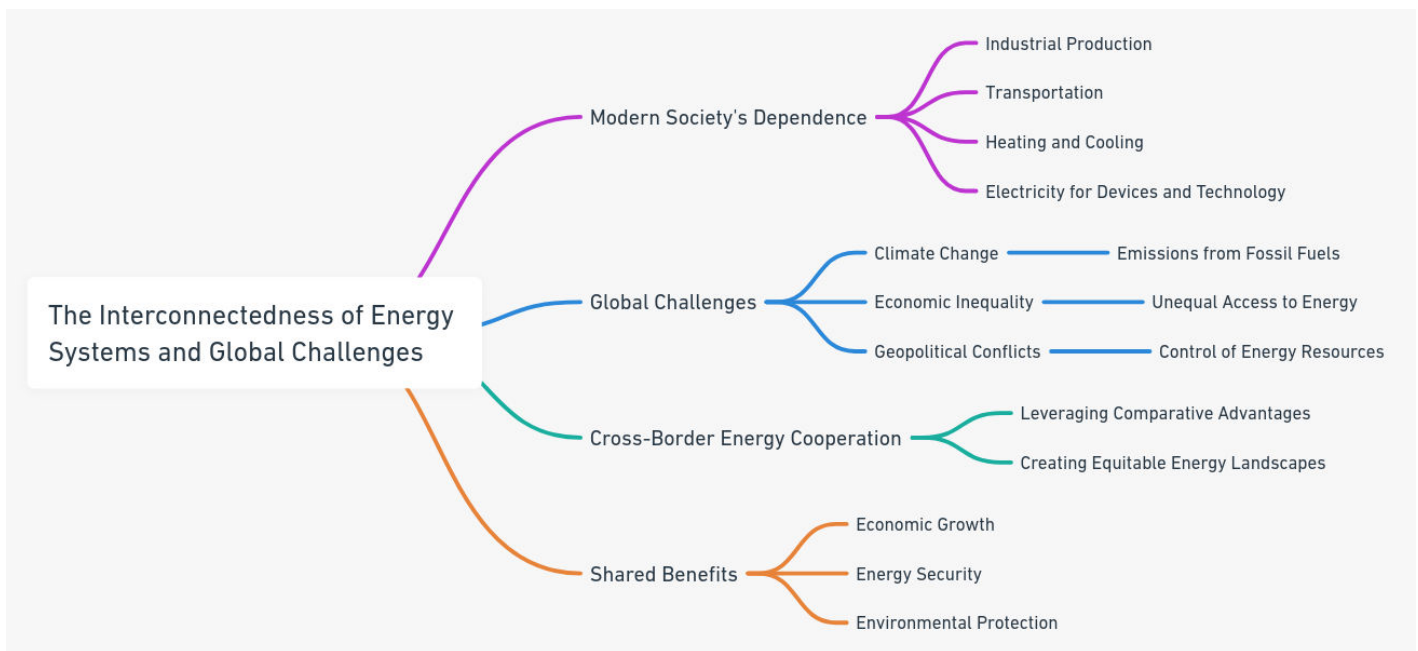 The Interconnectedness of Energy
Systems and Global Challenges
Modern Society's Dependence
Industrial Production
Transportation
Heating and Cooling
Electricity for Devices and Technology
Global Challenges
Climate Change
Emissions from Fossil Fuels
Economic Inequality
Unequal Access to Energy
Geopolitical Conflicts
Control of Energy Resources
Cross-Border Energy Cooperation
Leveraging Comparative Advantages
Creating Equitable Energy Landscapes
Shared Benefits
Economic Growth
Energy Security
Environmental Protection